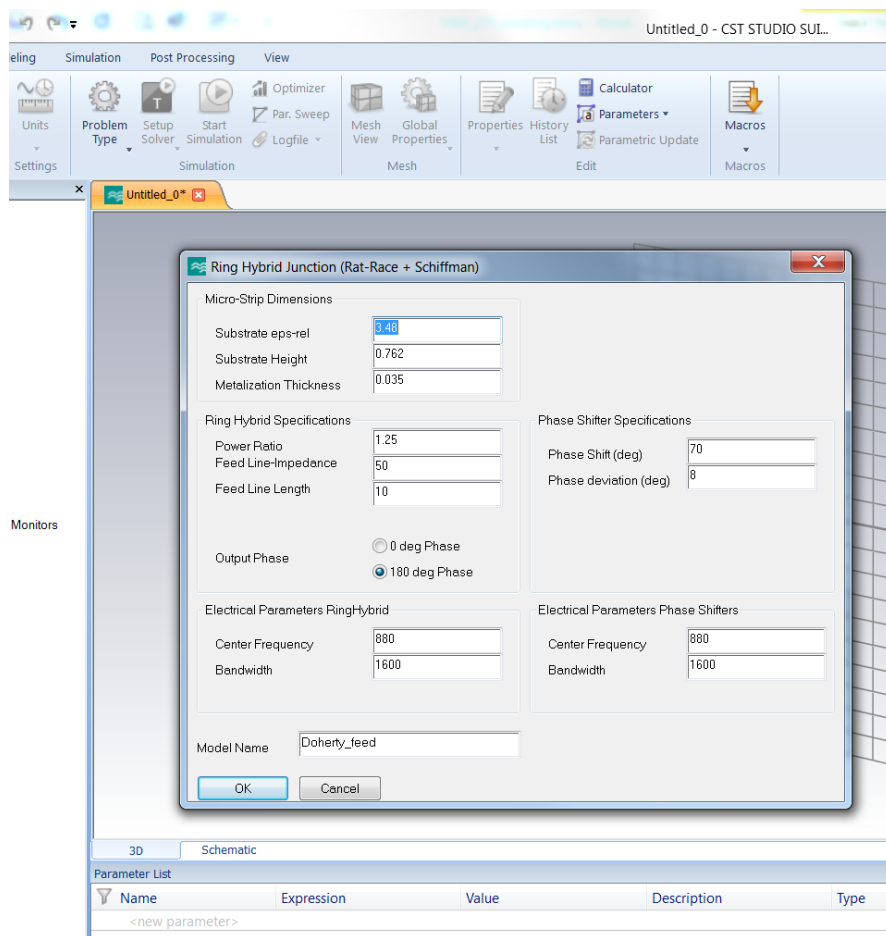 Untitled_0 - CST STUDIO SUI...
eling Simulation Post Processing View
Units
Problem Type
Setup Solver
Start Simulation
Optimizer
Par. Sweep
Logfile
Mesh View
Global Properties
Properties
History List
Calculator
Parameters
Parametric Update
Macros
Settings Simulation Mesh Edit Macros
Untitled_0*
Ring Hybrid Junction (Rat-Race + Schiffman)
Micro-Strip Dimensions
Substrate eps-rel 3.48
Substrate Height 0.762
Metalization Thickness 0.035
Ring Hybrid Specifications
Power Ratio 1.25
Feed Line-Impedance 50
Feed Line Length 10
Output Phase
0 deg Phase
180 deg Phase
Phase Shifter Specifications
Phase Shift (deg) 70
Phase deviation (deg) 8
Monitors
Electrical Parameters RingHybrid
Center Frequency 880
Bandwidth 1600
Electrical Parameters Phase Shifters
Center Frequency 880
Bandwidth 1600
Model Name Doherty_feed
OK Cancel
3D Schematic
Parameter List
Name Expression Value Description Type
<new parameter>